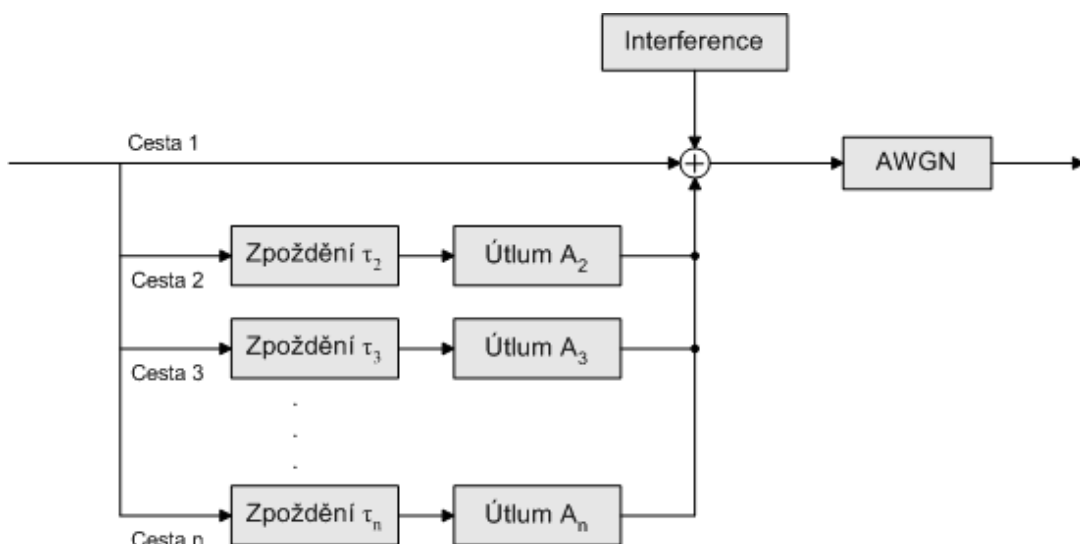 Interference
Cesta 1
AWGN
Zpoždění τ2
Útlum A2
Cesta 2
Zpoždění τ3
Útlum A3
Cesta 3
Zpoždění τn
Útlum An
Cesta n